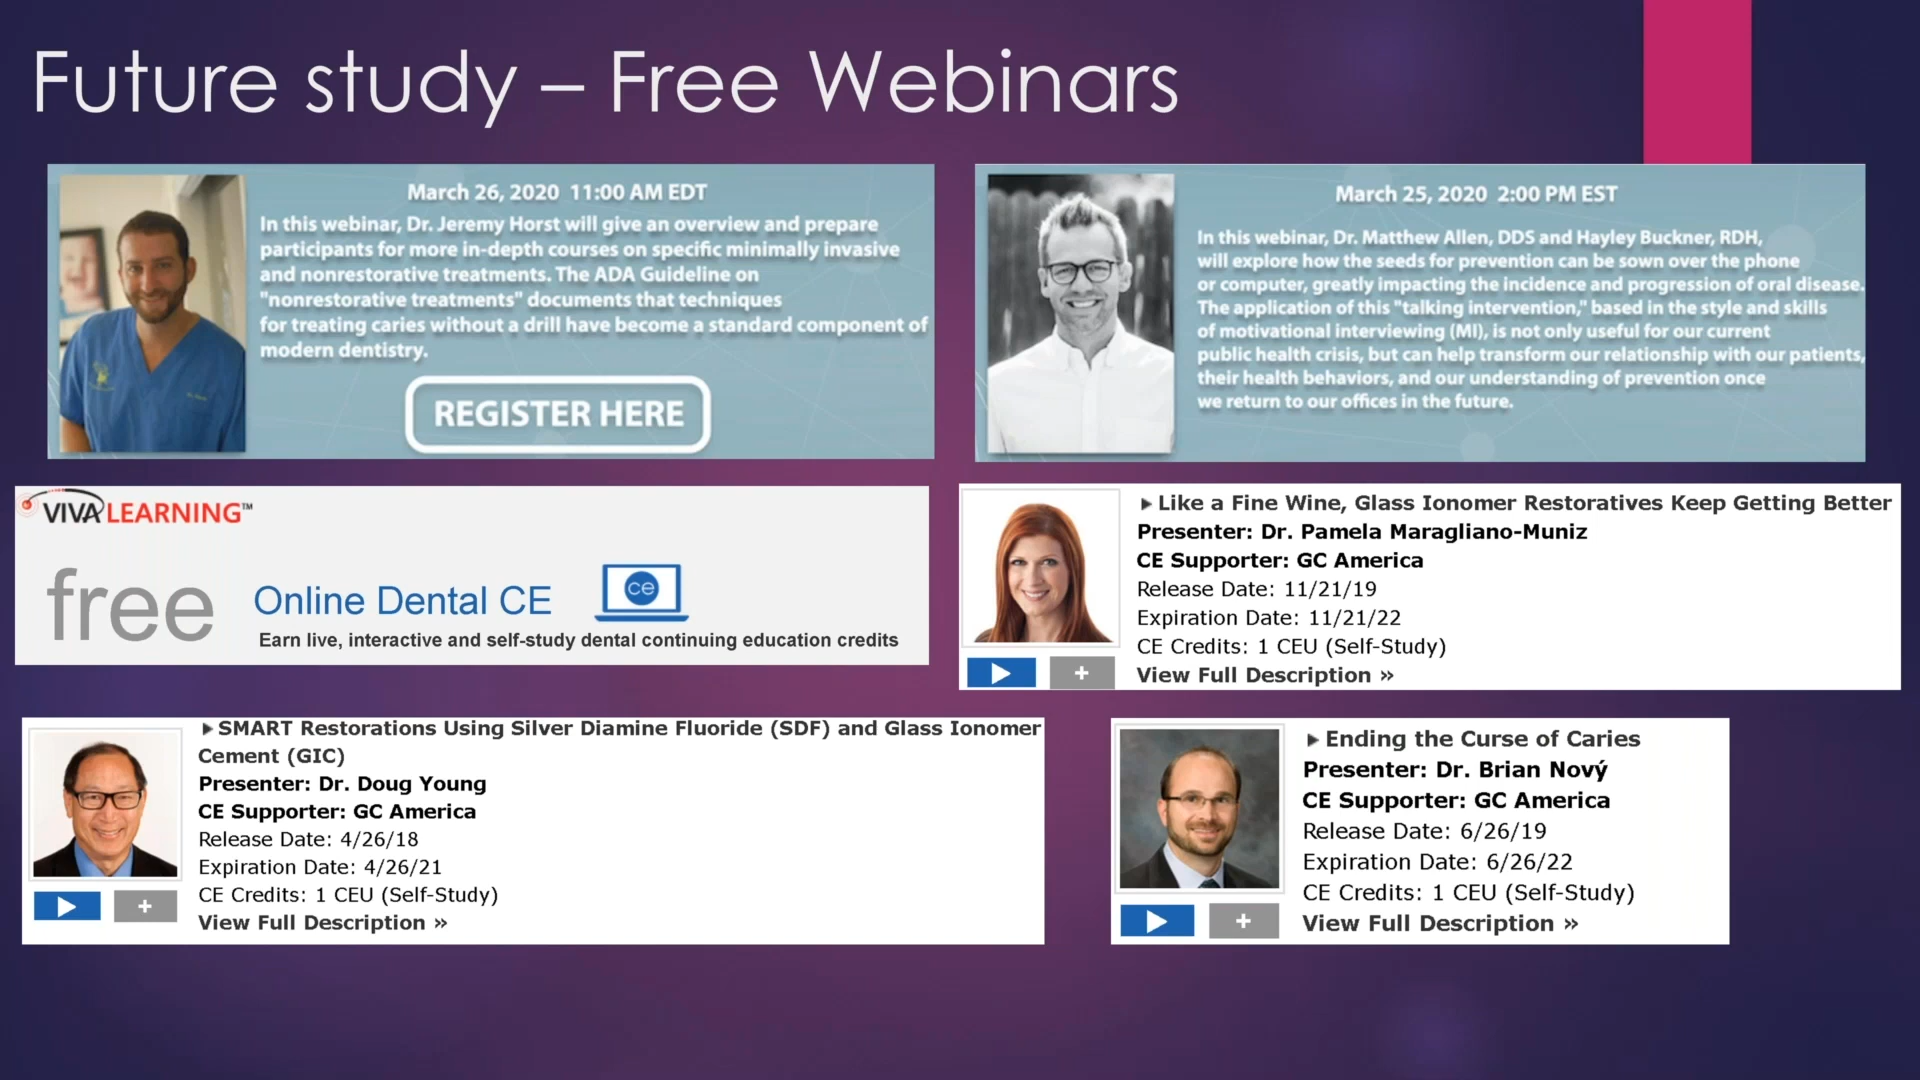 Future study – Free Webinars
March 26, 2020 11:00 AM EDT
In this webinar, Dr. Jeremy Horst will give an overview and prepare
participants for more in-depth courses on specific minimally invasive
and nonrestorative treatments. The ADA Guideline on
"nonrestorative treatments" documents that techniques
for treating caries without a drill have become a standard component of
modern dentistry.
REGISTER HERE
March 25, 2020 2:00 PM EST
In this webinar, Dr. Matthew Allen, DDS and Hayley Buckner, RDH,
will explore how the seeds for prevention can be sown over the phone
or computer, greatly impacting the incidence and progression of oral disease.
The application of this "talking intervention," based in the style and skills
of motivational interviewing (MI), is not only useful for our current
public health crisis, but can help transform our relationship with our patients,
their health behaviors, and our understanding of prevention once
we return to our offices in the future.
VIVALEARNING™
free
Online Dental CE
ce
Earn live, interactive and self-study dental continuing education credits
Like a Fine Wine, Glass Ionomer Restoratives Keep Getting Better
Presenter: Dr. Pamela Maragliano-Muniz
CE Supporter: GC America
Release Date: 11/21/19
Expiration Date: 11/21/22
CE Credits: 1 CEU (Self-Study)
View Full Description »
SMART Restorations Using Silver Diamine Fluoride (SDF) and Glass Ionomer
Cement (GIC)
Presenter: Dr. Doug Young
CE Supporter: GC America
Release Date: 4/26/18
Expiration Date: 4/26/21
CE Credits: 1 CEU (Self-Study)
View Full Description »
Ending the Curse of Caries
Presenter: Dr. Brian Nový
CE Supporter: GC America
Release Date: 6/26/19
Expiration Date: 6/26/22
CE Credits: 1 CEU (Self-Study)
View Full Description »